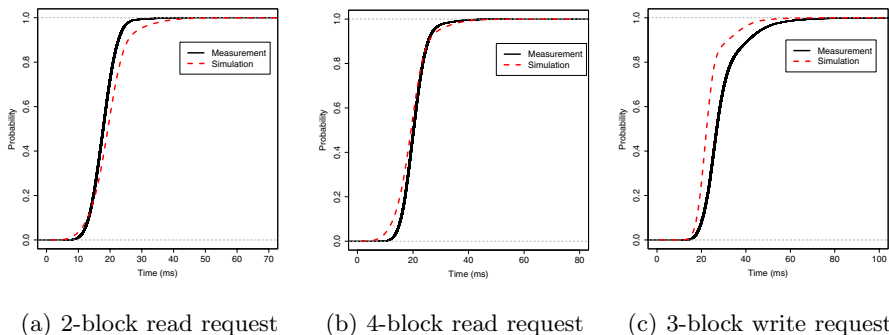 Probability
0.0 0.2 0.4 0.6 0.8 1.0
Measurement
Simulation
0 10 20 30 40 50 60 70
Time (ms)
Probability
0.0 0.2 0.4 0.6 0.8 1.0
Measurement
Simulation
0 20 40 60 80
Time (ms)
Probability
0.0 0.2 0.4 0.6 0.8 1.0
Measurement
Simulation
0 20 40 60 80 100
Time (ms)
(a) 2-block read request
(b) 4-block read request
(c) 3-block write request